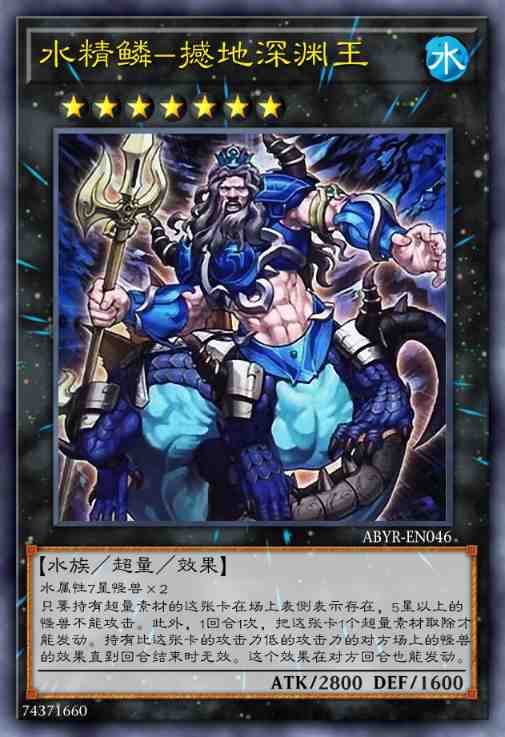 水精鳞-撼地深渊王
水
ABYR-EN046
【水族／超量／效果】
水属性7星怪兽×2
只要持有超量素材的这张卡在场上表侧表示存在，5星以上的
怪兽不能攻击。此外，1回合1次，把这张卡1个超量素材取除才
能发动。持有比这张卡的攻击力低的攻击力的对方场上的怪兽
的效果直到回合结束时无效。这个效果在对方回合也能发动。
ATK/2800 DEF/1600
74371660